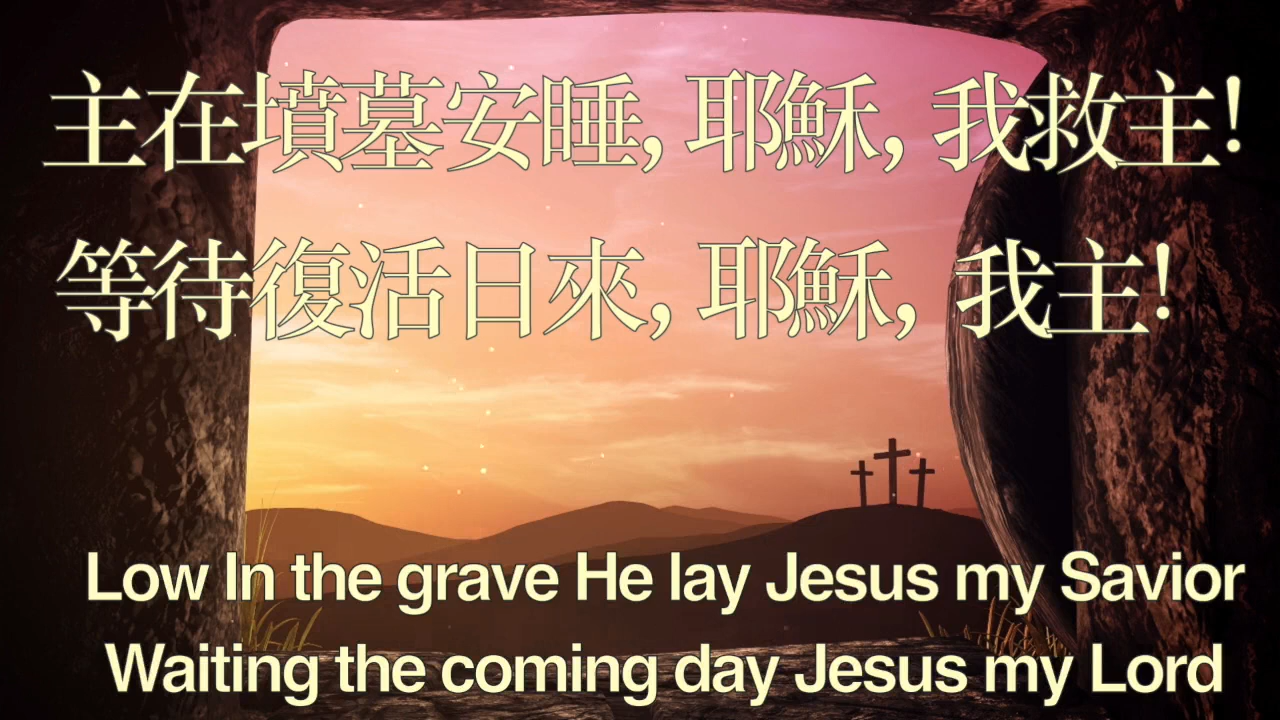 主在墳墓安睡, 耶穌, 我救主!
等待復活日來, 耶穌, 我主!
Low In the grave He lay Jesus my Savior
Waiting the coming day Jesus my Lord